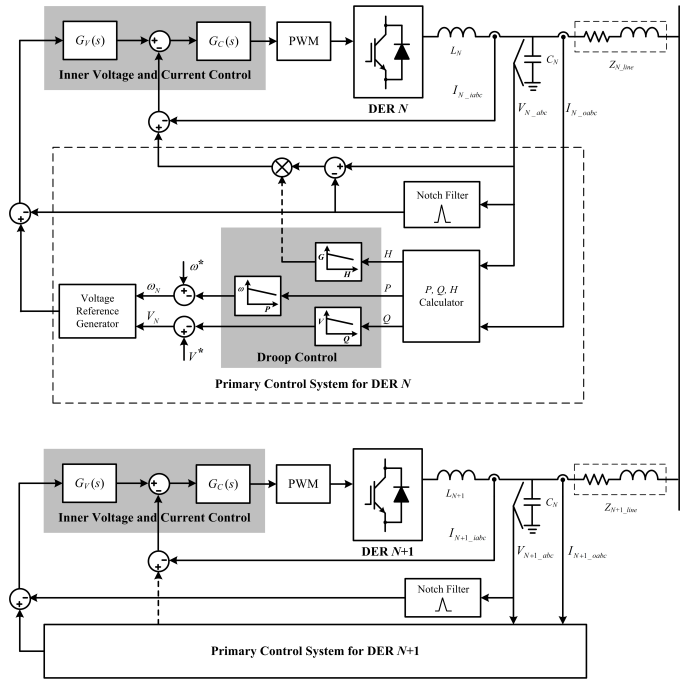 G_V(s)
G_C(s)
PWM
Inner Voltage and Current Control
DER N
L_N
C_N
Z_N_line
I_N_iabc
V_N_abc
I_N_oabc
Notch Filter
ω*
ω_N
V_N
V*
Voltage
Reference
Generator
G
H
ω
P
V
Q
Droop Control
H
P
Q
P, Q, H
Calculator
Primary Control System for DER N
G_V(s)
G_C(s)
PWM
Inner Voltage and Current Control
DER N+1
L_N+1
C_N
Z_N+1_line
I_N+1_iabc
V_N+1_abc
I_N+1_oabc
Notch Filter
Primary Control System for DER N+1